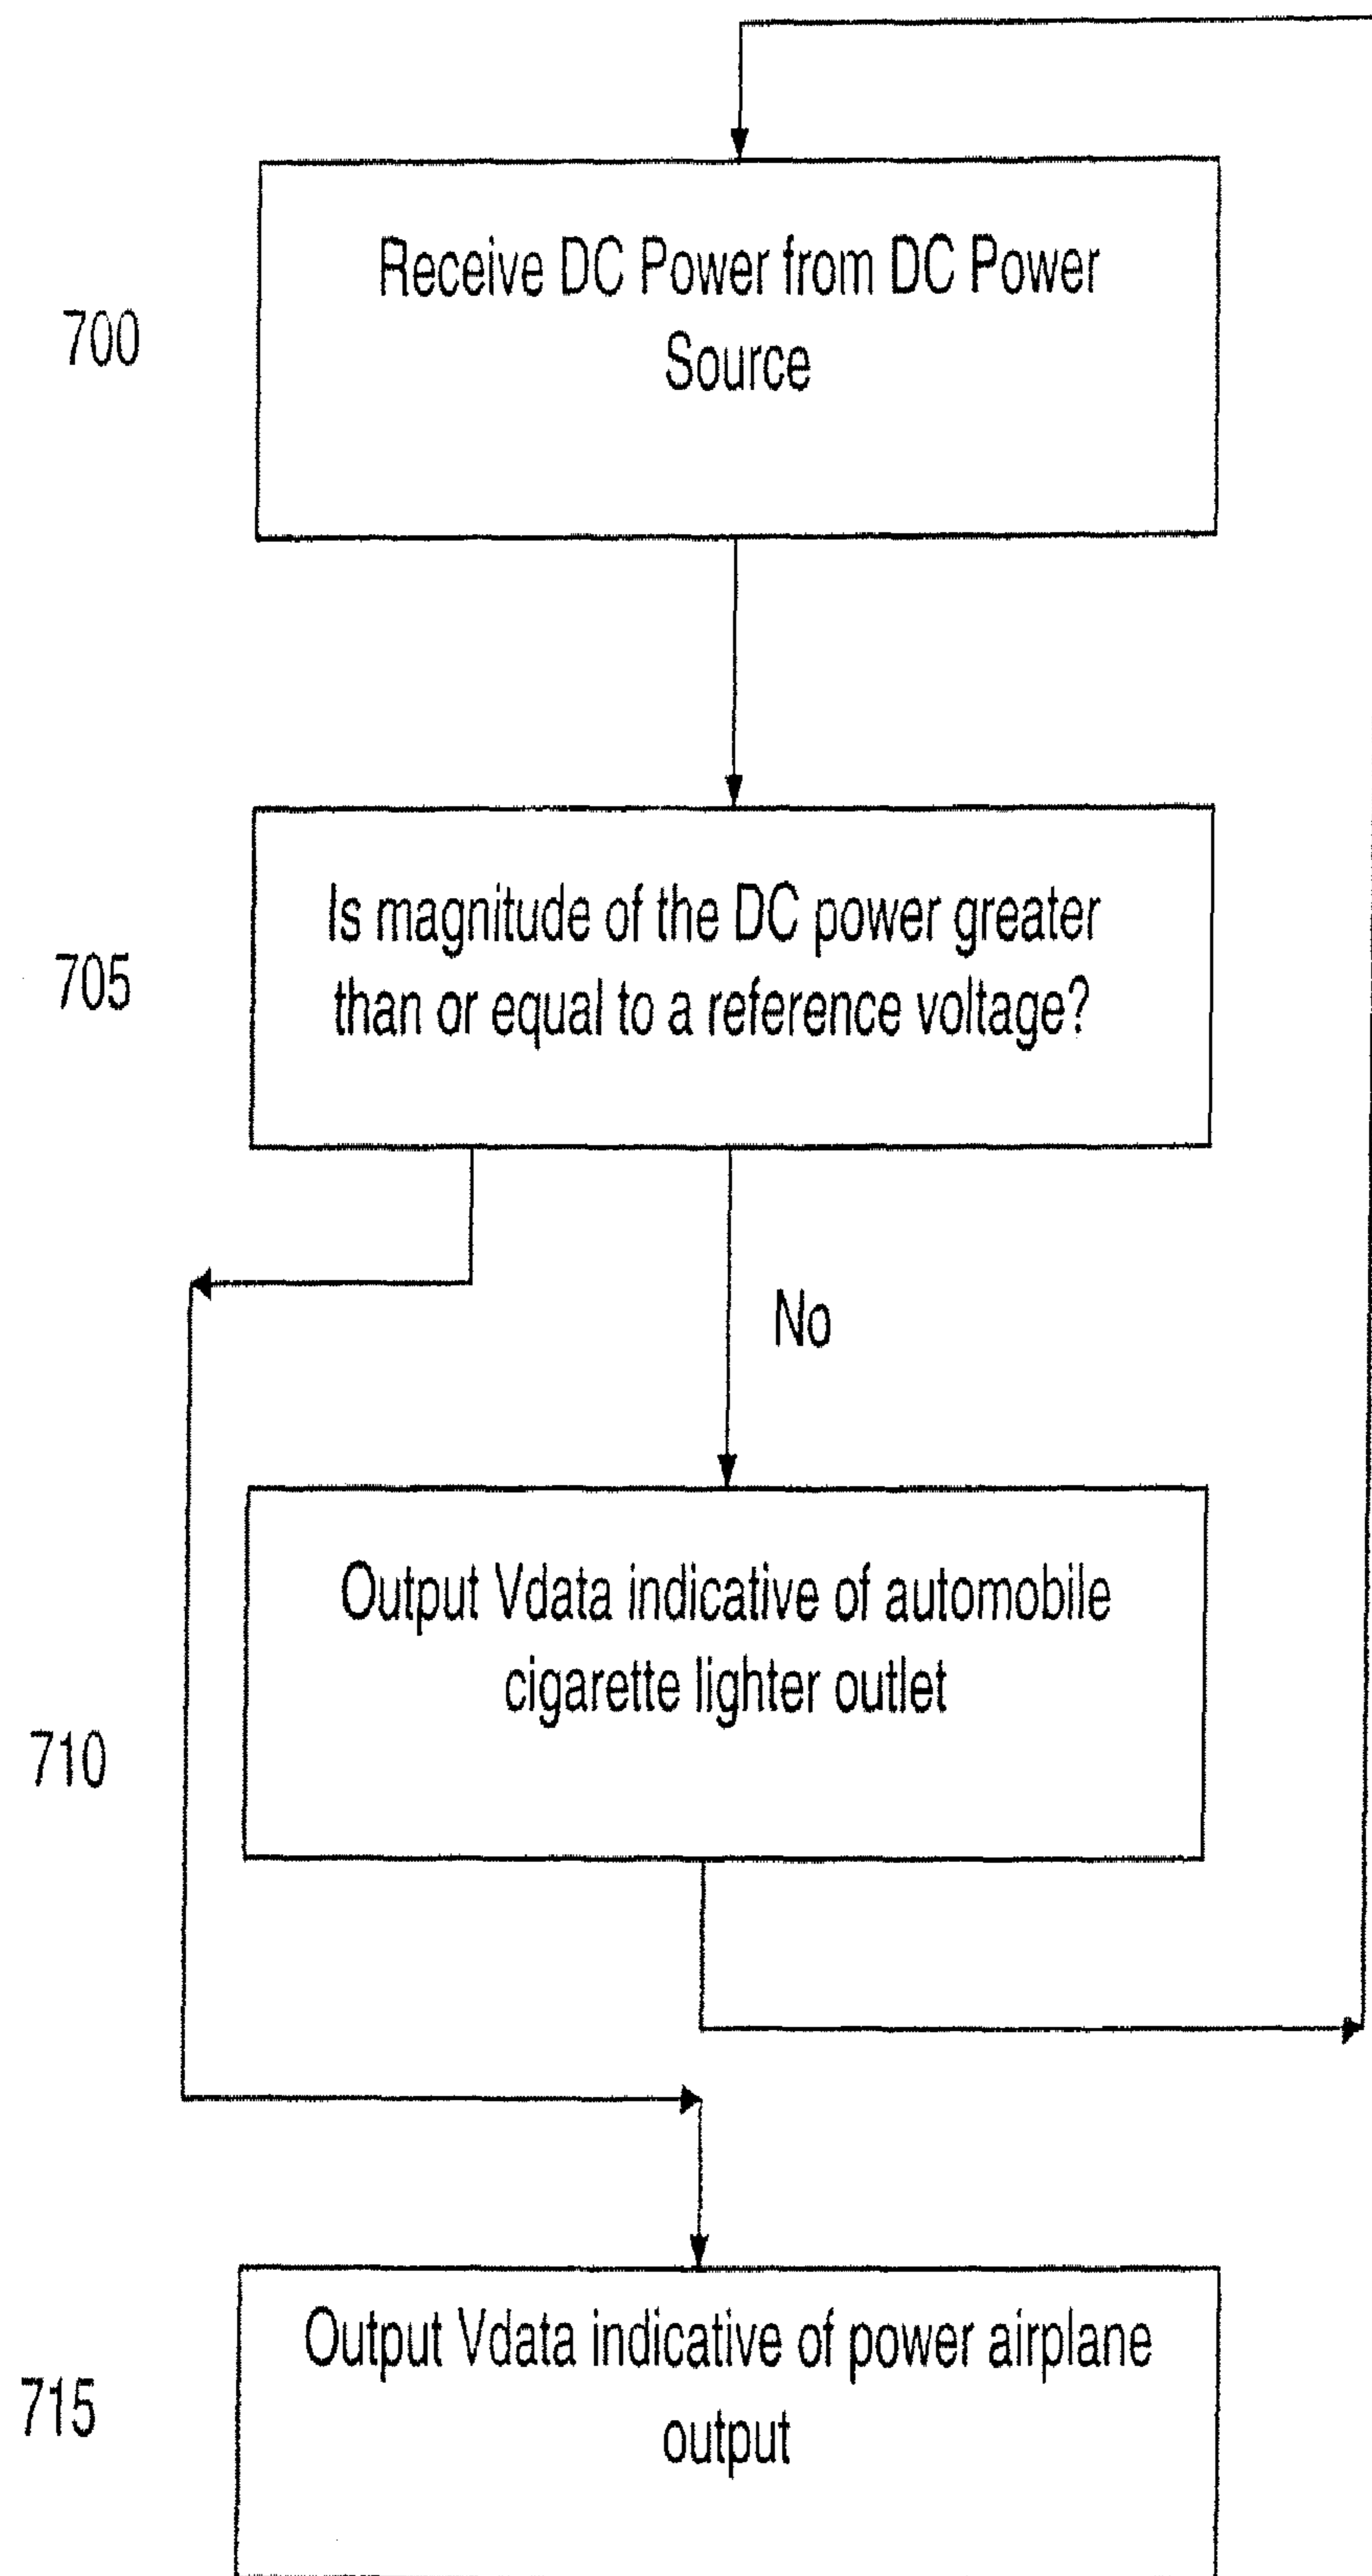 700
Receive DC Power from DC Power
Source
705
Is magnitude of the DC power greater
than or equal to a reference voltage?
No
710
Output Vdata indicative of automobile
cigarette lighter outlet
715
Output Vdata indicative of power airplane
output